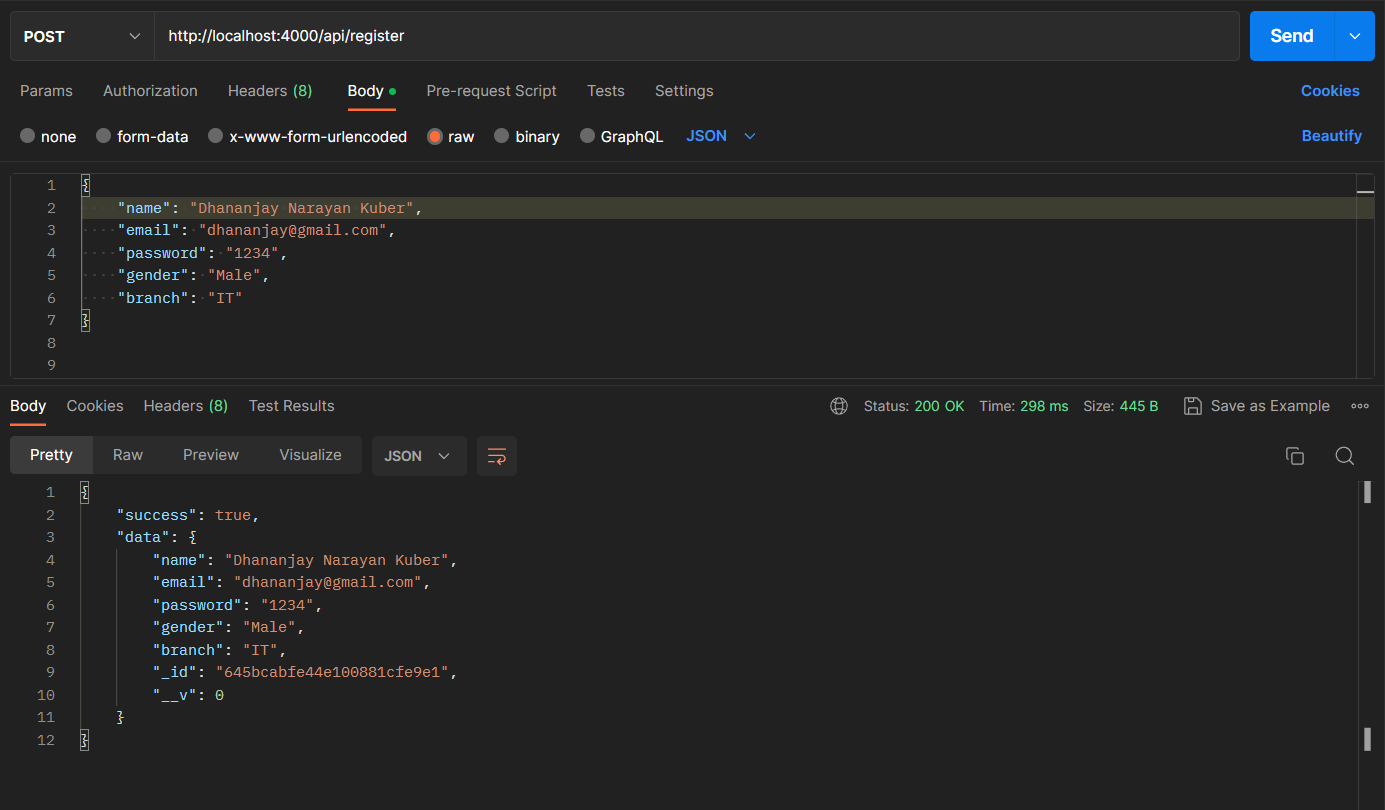 POST http://localhost:4000/api/register Send
Params Authorization Headers (8) Body Pre-request Script Tests Settings Cookies
none form-data x-www-form-urlencoded raw binary GraphQL JSON Beautify
1 {
2 "name": "Dhananjay Narayan Kuber",
3 "email": "dhananjay@gmail.com",
4 "password": "1234",
5 "gender": "Male",
6 "branch": "IT"
7 }
8
9
Body Cookies Headers (8) Test Results Status: 200 OK Time: 298 ms Size: 445 B Save as Example
Pretty Raw Preview Visualize JSON
1 {
2 "success": true,
3 "data": {
4 "name": "Dhananjay Narayan Kuber",
5 "email": "dhananjay@gmail.com",
6 "password": "1234",
7 "gender": "Male",
8 "branch": "IT",
9 "_id": "645bcabfe44e100881cfe9e1",
10 "__v": 0
11 }
12 }